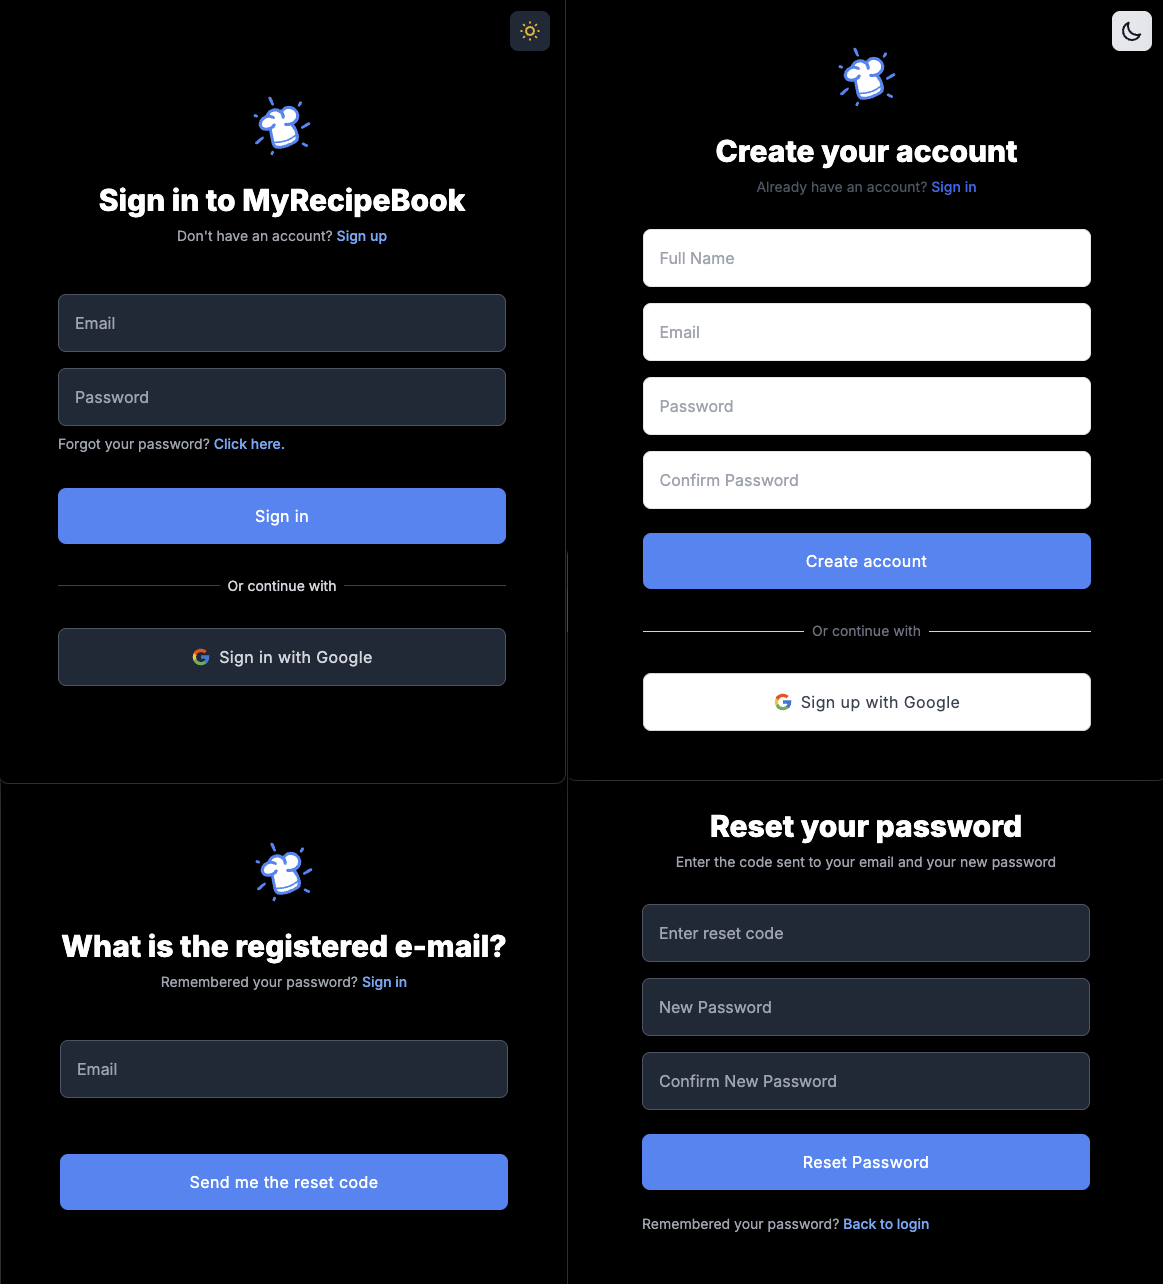 Sign in to MyRecipeBook
Don't have an account? Sign up
Email
Password
Forgot your password? Click here.
Sign in
Or continue with
Sign in with Google
Create your account
Already have an account? Sign in
Full Name
Email
Password
Confirm Password
Create account
Or continue with
Sign up with Google
What is the registered e-mail?
Remembered your password? Sign in
Email
Send me the reset code
Reset your password
Enter the code sent to your email and your new password
Enter reset code
New Password
Confirm New Password
Reset Password
Remembered your password? Back to login